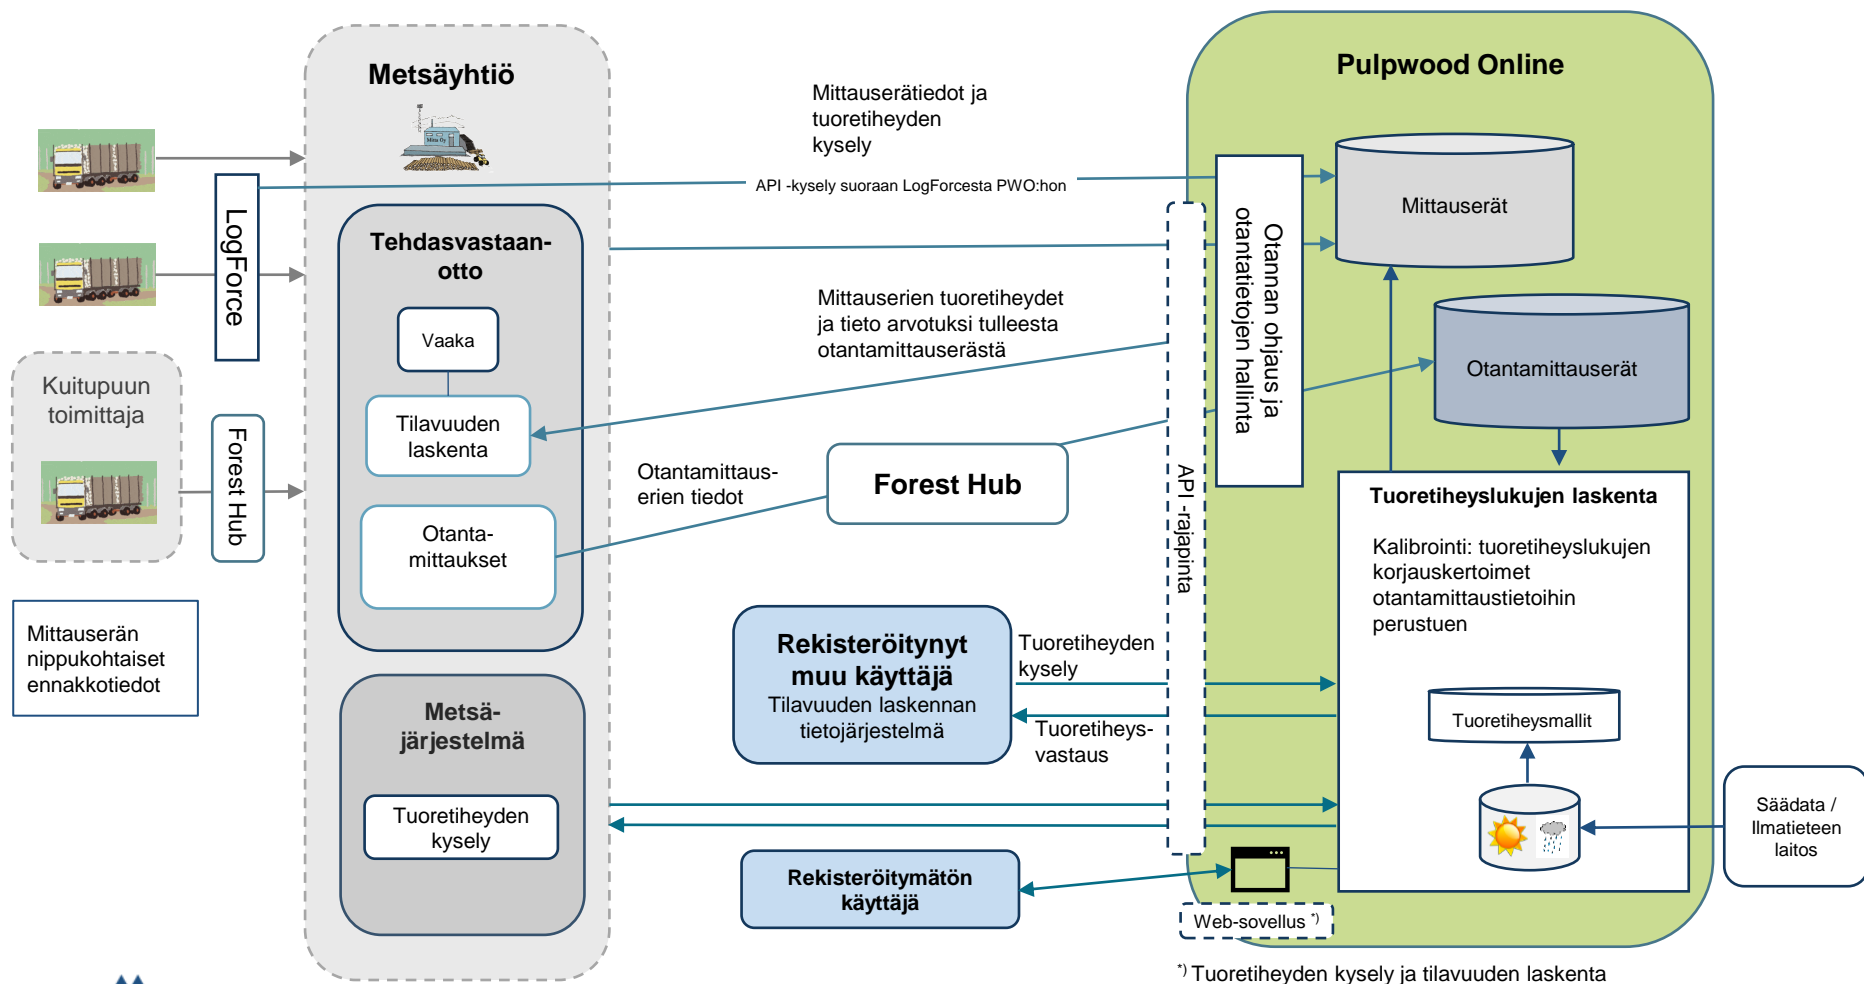 Metsäyhtiö
Mitta Oy
LogForce
Kuitupuun
toimittaja
Forest Hub
Mittauserän
nippukohtaiset
ennakkotiedot
Tehdasvastaan-
otto
Vaaka
Tilavuuden
laskenta
Otanta-
mittaukset
Metsä-
järjestelmä
Tuoretiheyden
kysely
Mittauserätiedot ja
tuoretiheyden
kysely
API -kysely suoraan LogForcesta PWO:hon
Mittauserien tuoretiheydet
ja tieto arvotuksi tulleesta
otantamittauserästä
Otantamittaus-
erien tiedot
Forest Hub
Rekisteröitynyt
muu käyttäjä
Tilavuuden laskennan
tietojärjestelmä
Tuoretiheyden
kysely
Tuoretiheys-
vastaus
Rekisteröitymätön
käyttäjä
API -rajapinta
Pulpwood Online
Otannan ohjaus ja
otantatietojen hallinta
Mittauserät
Otantamittauserät
Tuoretiheyslukujen laskenta
Kalibrointi: tuoretiheyslukujen
korjauskertoimet
otantamittaustietoihin
perustuen
Tuoretiheysmallit
Säädata /
Ilmatieteen
laitos
Web-sovellus *)
*) Tuoretiheyden kysely ja tilavuuden laskenta